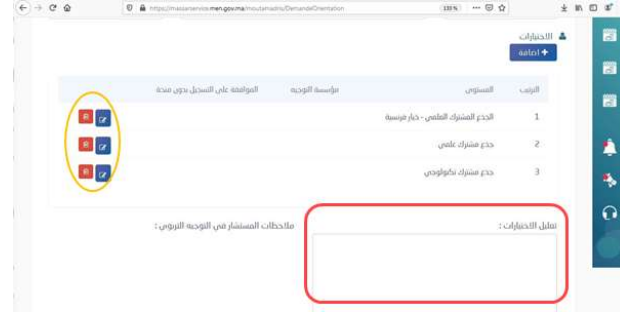 https://massarservice.men.gov.ma/moutamadris/DemandeOrientation
الاختيارات
+ اضافة
الترتيب المستوى مؤسسة التوجيه الموافقة على التسجيل بدون منحة
1 الجذع المشترك العلمي - خيار فرنسية
2 جذع مشترك علمي
3 جذع مشترك تكنولوجي
تعليل الاختيارات :
ملاحظات المستشار في التوجيه التربوي :